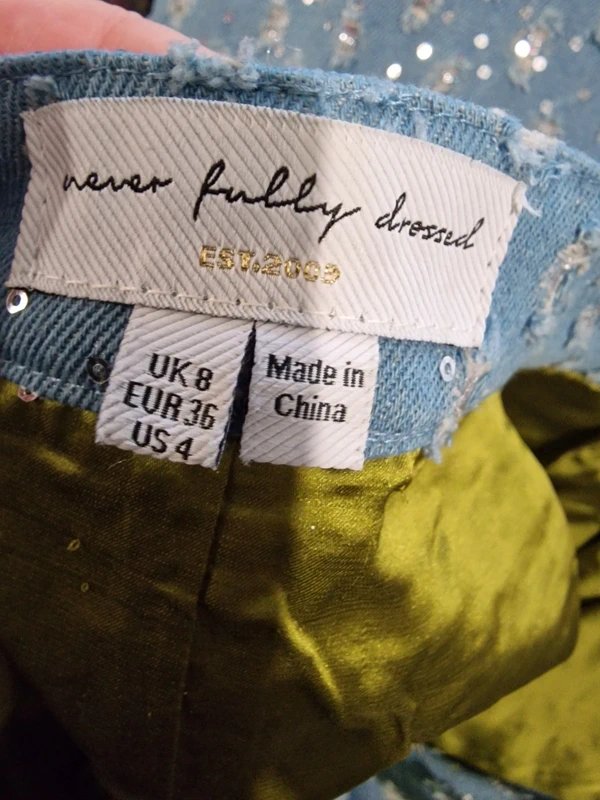 never fully dressed
EST.2009
UK 8
EUR 36
US 4
Made in
China